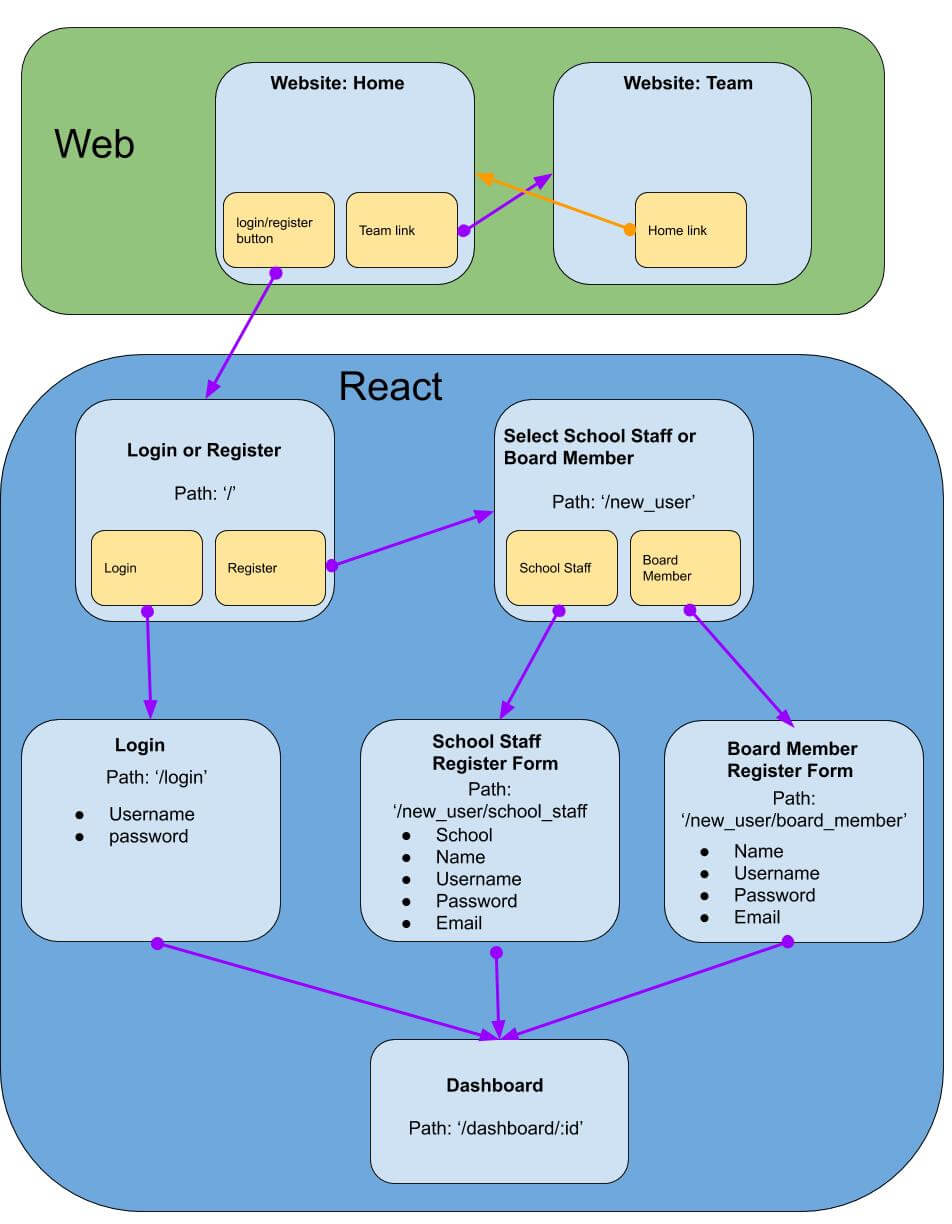 Web
Website: Home
login/register
button
Team link
Website: Team
Home link
React
Login or Register
Path: ‘/’
Login
Register
Select School Staff or
Board Member
Path: ‘/new_user’
School Staff
Board
Member
Login
Path: ‘/login’
● Username
● password
School Staff
Register Form
Path:
‘/new_user/school_staff
● School
● Name
● Username
● Password
● Email
Board Member
Register Form
Path:
‘/new_user/board_member’
● Name
● Username
● Password
● Email
Dashboard
Path: ‘/dashboard/:id’